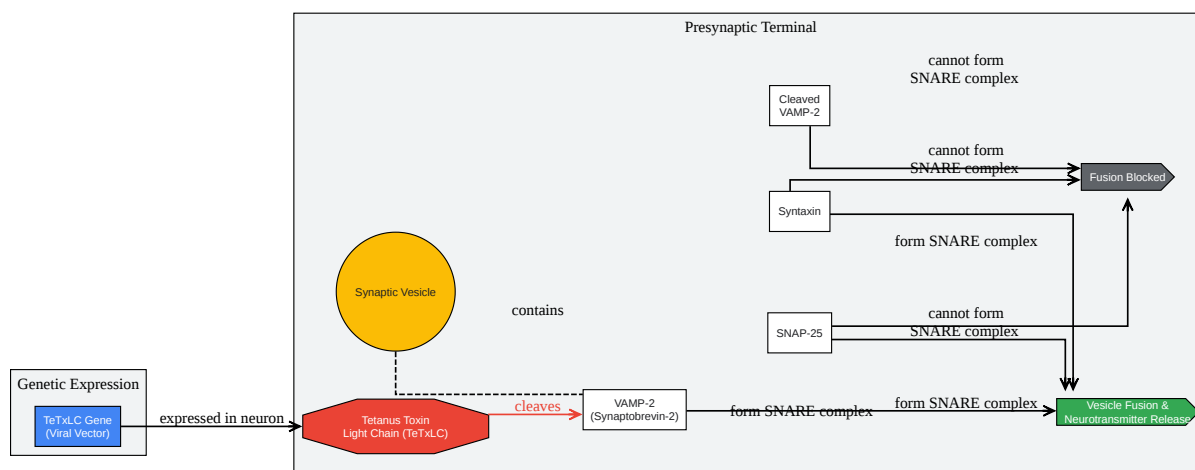 Presynaptic Terminal
cannot form
SNARE complex
Cleaved
VAMP-2
cannot form
SNARE complex
Fusion Blocked
Syntaxin
form SNARE complex
Synaptic Vesicle
contains
cannot form
SNARE complex
SNAP-25
Genetic Expression
TeTxLC Gene
(Viral Vector)
expressed in neuron
Tetanus Toxin
Light Chain (TeTxLC)
cleaves
VAMP-2
(Synaptobrevin-2)
form SNARE complex
form SNARE complex
Vesicle Fusion &
Neurotransmitter Release